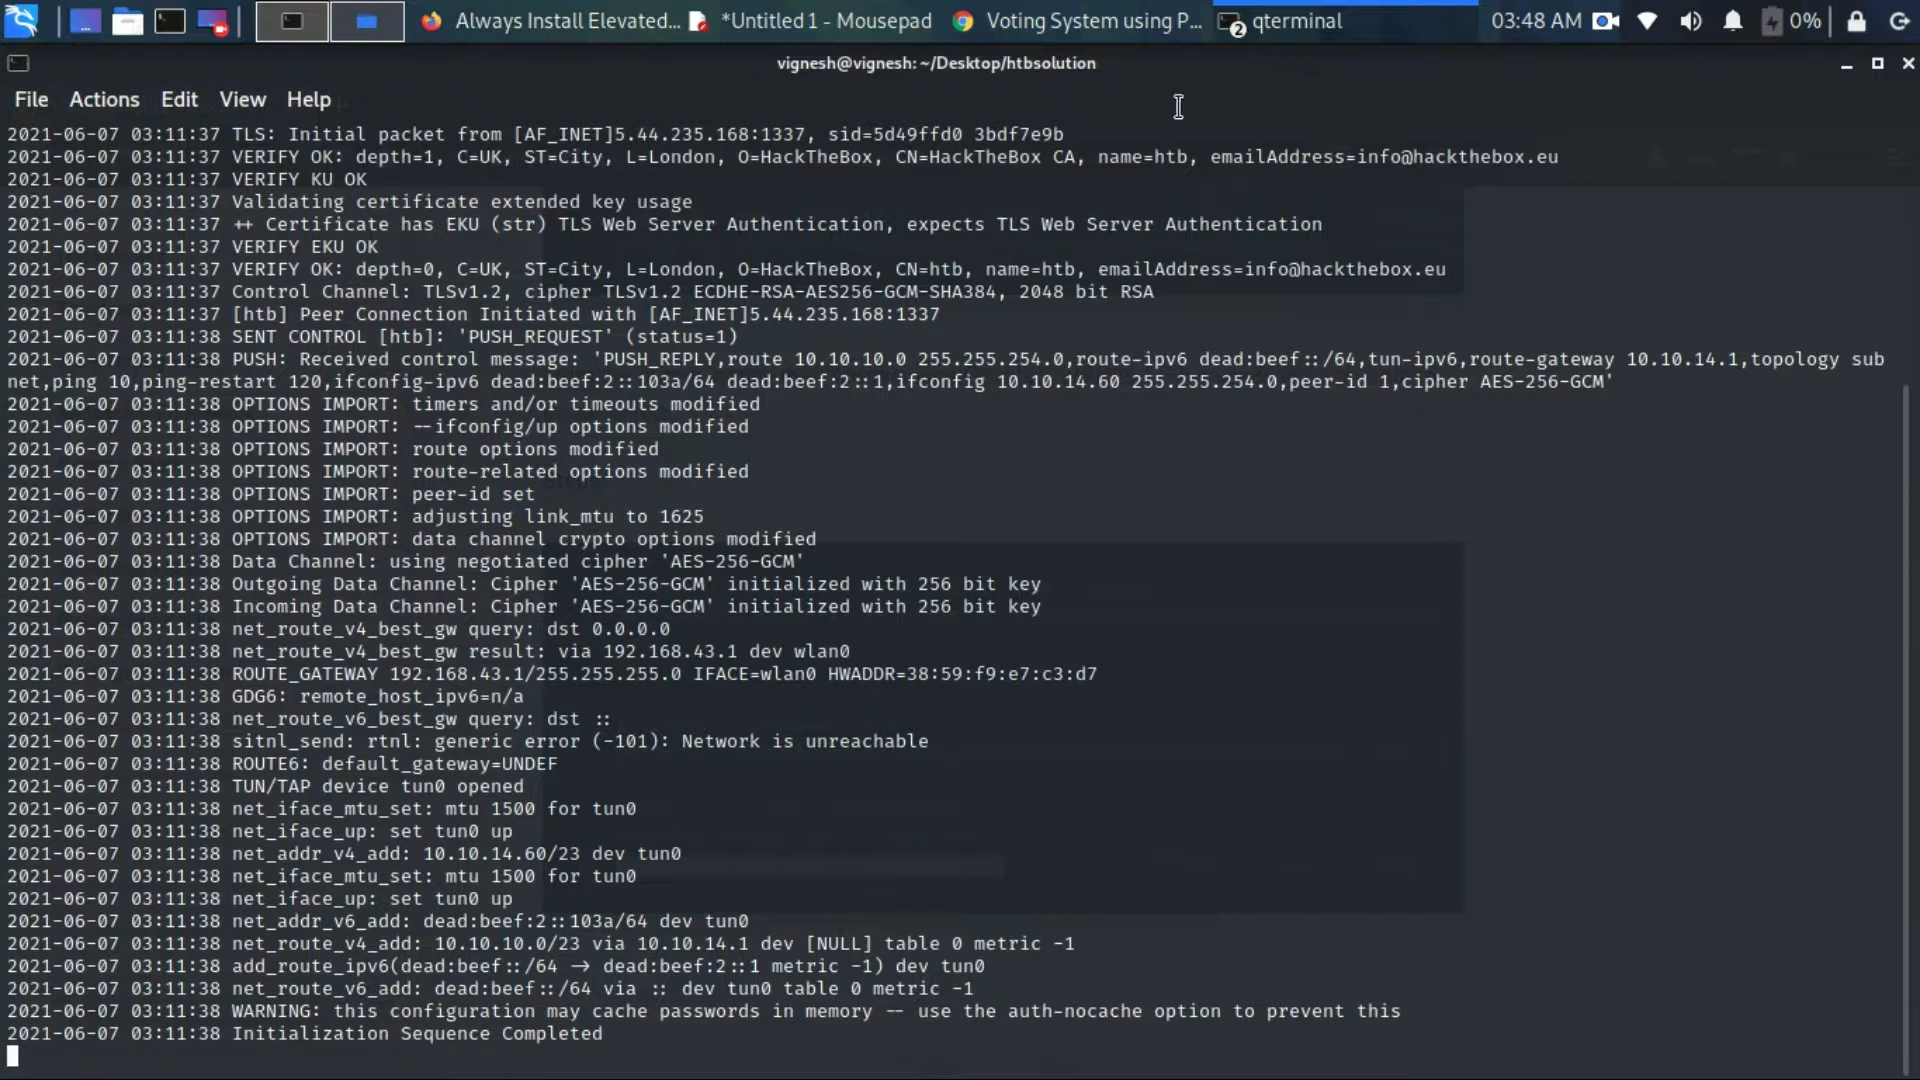 Always Install Elevated...
*Untitled 1 - Mousepad
Voting System using P...
2
qterminal
03:48 AM
0%
vignesh@vignesh: ~/Desktop/htbsolution
File Actions Edit View Help
2021-06-07 03:11:37 TLS: Initial packet from [AF_INET]5.44.235.168:1337, sid=5d49ffd0 3bdf7e9b
2021-06-07 03:11:37 VERIFY OK: depth=1, C=UK, ST=City, L=London, O=HackTheBox, CN=HackTheBox CA, name=htb, emailAddress=info@hackthebox.eu
2021-06-07 03:11:37 VERIFY KU OK
2021-06-07 03:11:37 Validating certificate extended key usage
2021-06-07 03:11:37 ++ Certificate has EKU (str) TLS Web Server Authentication, expects TLS Web Server Authentication
2021-06-07 03:11:37 VERIFY EKU OK
2021-06-07 03:11:37 VERIFY OK: depth=0, C=UK, ST=City, L=London, O=HackTheBox, CN=htb, name=htb, emailAddress=info@hackthebox.eu
2021-06-07 03:11:37 Control Channel: TLSv1.2, cipher TLSv1.2 ECDHE-RSA-AES256-GCM-SHA384, 2048 bit RSA
2021-06-07 03:11:37 [htb] Peer Connection Initiated with [AF_INET]5.44.235.168:1337
2021-06-07 03:11:38 SENT CONTROL [htb]: 'PUSH_REQUEST' (status=1)
2021-06-07 03:11:38 PUSH: Received control message: 'PUSH_REPLY,route 10.10.10.0 255.255.254.0,route-ipv6 dead:beef::/64,tun-ipv6,route-gateway 10.10.14.1,topology sub
net,ping 10,ping-restart 120,ifconfig-ipv6 dead:beef:2::103a/64 dead:beef:2::1,ifconfig 10.10.14.60 255.255.254.0,peer-id 1,cipher AES-256-GCM'
2021-06-07 03:11:38 OPTIONS IMPORT: timers and/or timeouts modified
2021-06-07 03:11:38 OPTIONS IMPORT: --ifconfig/up options modified
2021-06-07 03:11:38 OPTIONS IMPORT: route options modified
2021-06-07 03:11:38 OPTIONS IMPORT: route-related options modified
2021-06-07 03:11:38 OPTIONS IMPORT: peer-id set
2021-06-07 03:11:38 OPTIONS IMPORT: adjusting link_mtu to 1625
2021-06-07 03:11:38 OPTIONS IMPORT: data channel crypto options modified
2021-06-07 03:11:38 Data Channel: using negotiated cipher 'AES-256-GCM'
2021-06-07 03:11:38 Outgoing Data Channel: Cipher 'AES-256-GCM' initialized with 256 bit key
2021-06-07 03:11:38 Incoming Data Channel: Cipher 'AES-256-GCM' initialized with 256 bit key
2021-06-07 03:11:38 net_route_v4_best_gw query: dst 0.0.0.0
2021-06-07 03:11:38 net_route_v4_best_gw result: via 192.168.43.1 dev wlan0
2021-06-07 03:11:38 ROUTE_GATEWAY 192.168.43.1/255.255.255.0 IFACE=wlan0 HWADDR=38:59:f9:e7:c3:d7
2021-06-07 03:11:38 GDG6: remote_host_ipv6=n/a
2021-06-07 03:11:38 net_route_v6_best_gw query: dst ::
2021-06-07 03:11:38 sitnl_send: rtnl: generic error (-101): Network is unreachable
2021-06-07 03:11:38 ROUTE6: default_gateway=UNDEF
2021-06-07 03:11:38 TUN/TAP device tun0 opened
2021-06-07 03:11:38 net_iface_mtu_set: mtu 1500 for tun0
2021-06-07 03:11:38 net_iface_up: set tun0 up
2021-06-07 03:11:38 net_addr_v4_add: 10.10.14.60/23 dev tun0
2021-06-07 03:11:38 net_iface_mtu_set: mtu 1500 for tun0
2021-06-07 03:11:38 net_iface_up: set tun0 up
2021-06-07 03:11:38 net_addr_v6_add: dead:beef:2::103a/64 dev tun0
2021-06-07 03:11:38 net_route_v4_add: 10.10.10.0/23 via 10.10.14.1 dev [NULL] table 0 metric -1
2021-06-07 03:11:38 add_route_ipv6(dead:beef::/64 -> dead:beef:2::1 metric -1) dev tun0
2021-06-07 03:11:38 net_route_v6_add: dead:beef::/64 via :: dev tun0 table 0 metric -1
2021-06-07 03:11:38 WARNING: this configuration may cache passwords in memory -- use the auth-nocache option to prevent this
2021-06-07 03:11:38 Initialization Sequence Completed